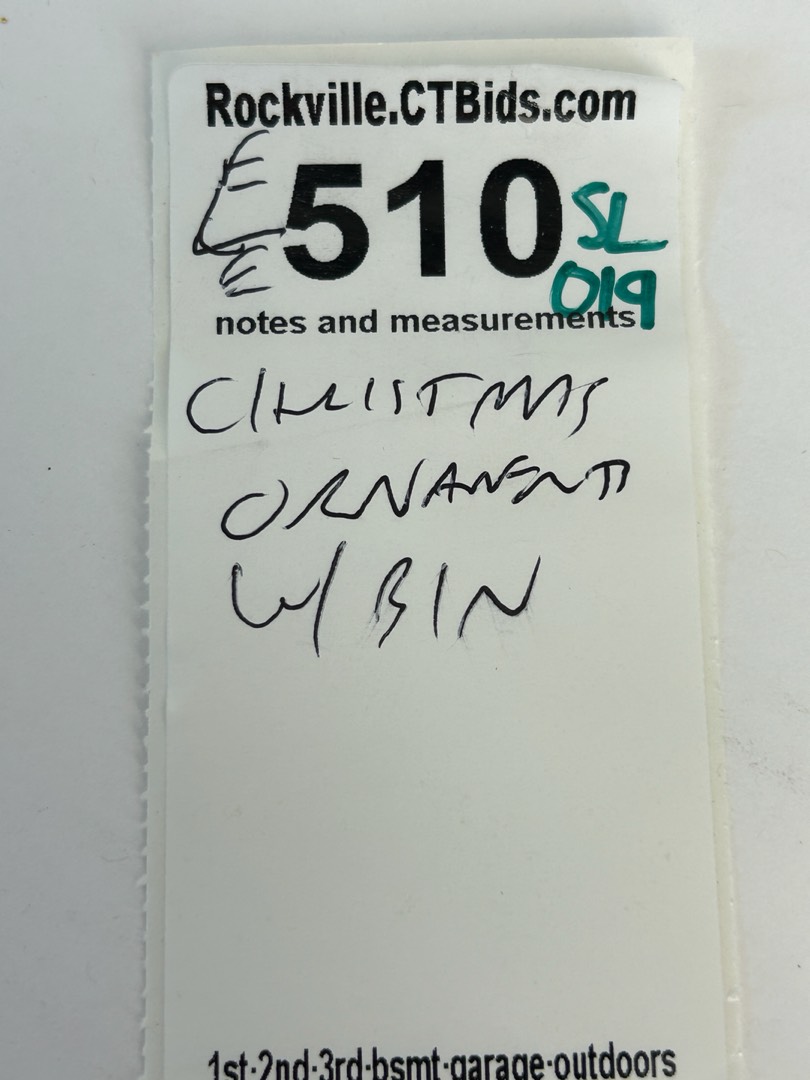 Rockville.CTBids.com
510
SL
019
notes and measurements
CHRISTMAS
ORNAMENTS
W/ BIN
1st-2nd-3rd-bsmt-garage-outdoors